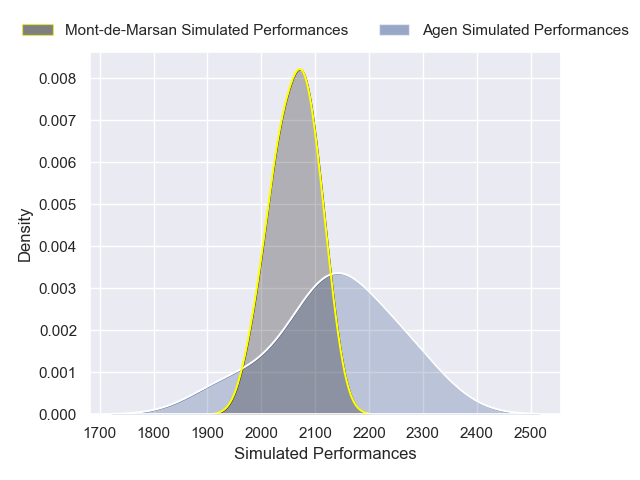 Mont-de-Marsan Simulated Performances Agen Simulated Performances
0.008
0.007
0.006
0.005
0.004
0.003
0.002
0.001
0.000
Density
1700 1800 1900 2000 2100 2200 2300 2400 2500
Simulated Performances